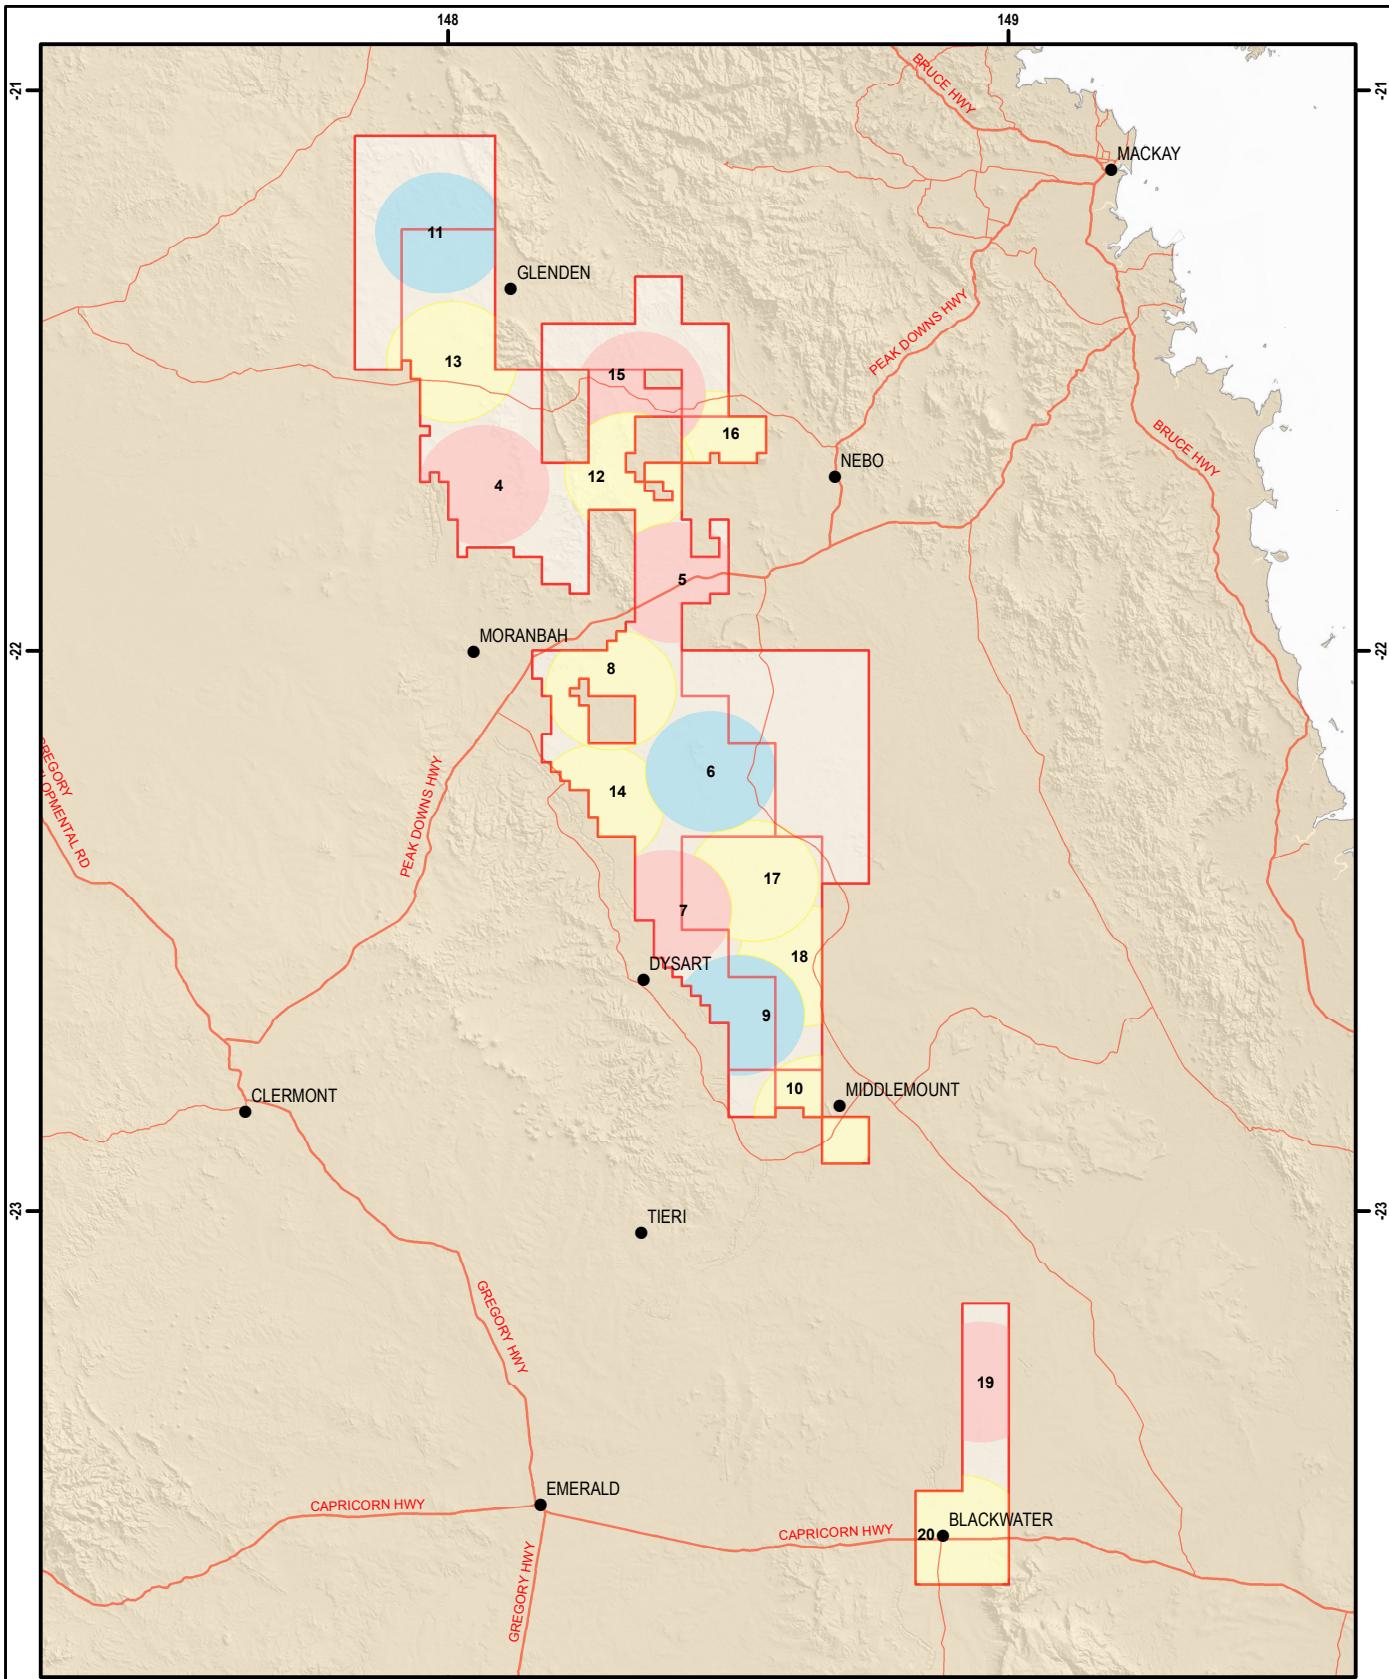 148
149
-21
-21
BRUCE HWY
MACKAY
11
GLENDEN
PEAK DOWNS HWY
13
15
16
BRUCE HWY
NEBO
12
4
5
MORANBAH
8
-22
-22
6
GREGORY
LOPMENTAL RD
PEAK DOWNS HWY
14
17
7
18
DYSART
9
10
MIDDLEMOUNT
CLERMONT
-23
-23
TIERI
GREGORY HWY
19
EMERALD
CAPRICORN HWY
BLACKWATER
20
CAPRICORN HWY
GREGORY HWY